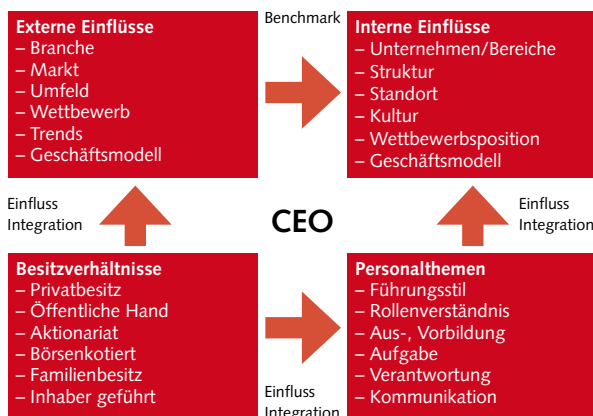 Externe Einflüsse
– Branche
– Markt
– Umfeld
– Wettbewerb
– Trends
– Geschäftsmodell
Benchmark
Interne Einflüsse
– Unternehmen/Bereiche
– Struktur
– Standort
– Kultur
– Wettbewerbsposition
– Geschäftsmodell
Einfluss
Integration
CEO
Einfluss
Integration
Besitzverhältnisse
– Privatbesitz
– Öffentliche Hand
– Aktionariat
– Börsenkotiert
– Familienbesitz
– Inhaber geführt
Einfluss
Integration
Personalthemen
– Führungsstil
– Rollenverständnis
– Aus-, Vorbildung
– Aufgabe
– Verantwortung
– Kommunikation